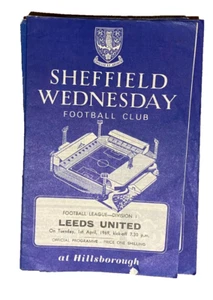 SHEFFIELD
WEDNESDAY
FOOTBALL CLUB
FOOTBALL LEAGUE—DIVISION 1
LEEDS UNITED
On Tuesday, 1st April, 1969, kick-off 7.30 p.m.
OFFICIAL PROGRAMME—PRICE ONE SHILLING
at Hillsborough